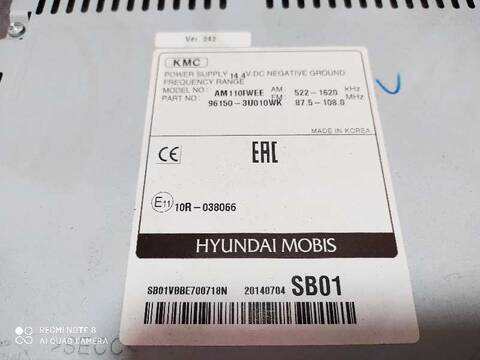 Ver 043
KMC
POWER SUPPLY 14.4V DC NEGATIVE GROUND
FREQUENCY RANGE
MODEL NO AM110FWEE AM 522-1620 KHz
PART NO 96150-3U010WK FM 87.5-108.0 MHz
MADE IN KOREA
CE EAC
E11 10R-038066
HYUNDAI MOBIS
SB01VBBE700718N 20140704 SB01
REDMI NOTE 8
AI QUAD CAMERA